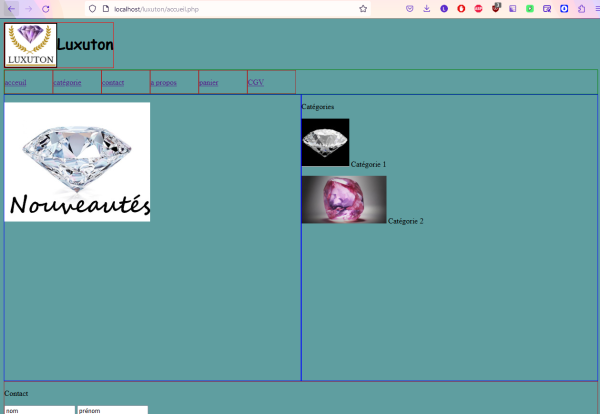 localhost/luxuton/accueil.php
LUXUTON
Luxuton
acceuil catégorie contact a propos panier CGV
Nouveautés
Catégories
Catégorie 1
Catégorie 2
Contact
nom prénom